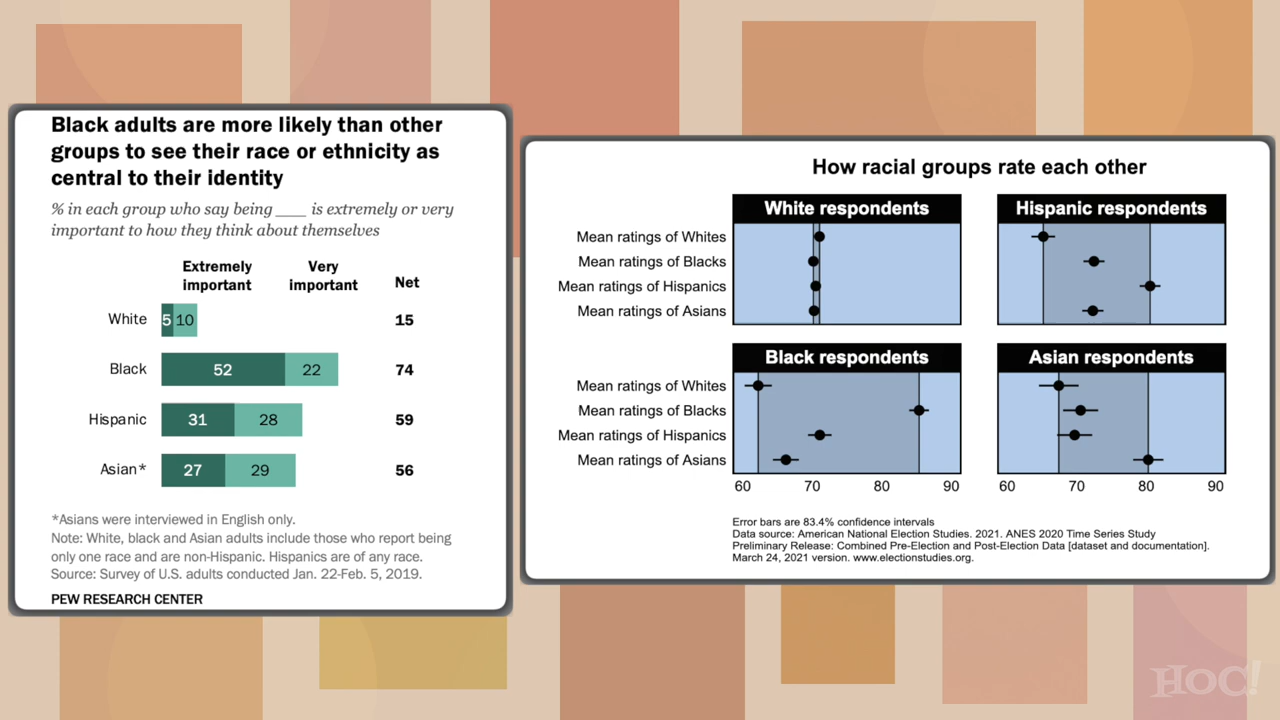 Black adults are more likely than other
groups to see their race or ethnicity as
central to their identity
% in each group who say being ___ is extremely or very
important to how they think about themselves
Extremely important Very important Net
White 5 10 15
Black 52 22 74
Hispanic 31 28 59
Asian* 27 29 56
*Asians were interviewed in English only.
Note: White, black and Asian adults include those who report being
only one race and are non-Hispanic. Hispanics are of any race.
Source: Survey of U.S. adults conducted Jan. 22-Feb. 5, 2019.
PEW RESEARCH CENTER
How racial groups rate each other
White respondents Hispanic respondents
Mean ratings of Whites
Mean ratings of Blacks
Mean ratings of Hispanics
Mean ratings of Asians
Black respondents Asian respondents
Mean ratings of Whites
Mean ratings of Blacks
Mean ratings of Hispanics
Mean ratings of Asians
60 70 80 90 60 70 80 90
Error bars are 83.4% confidence intervals
Data source: American National Election Studies. 2021. ANES 2020 Time Series Study
Preliminary Release: Combined Pre-Election and Post-Election Data [dataset and documentation].
March 24, 2021 version. www.electionstudies.org.
HOC!